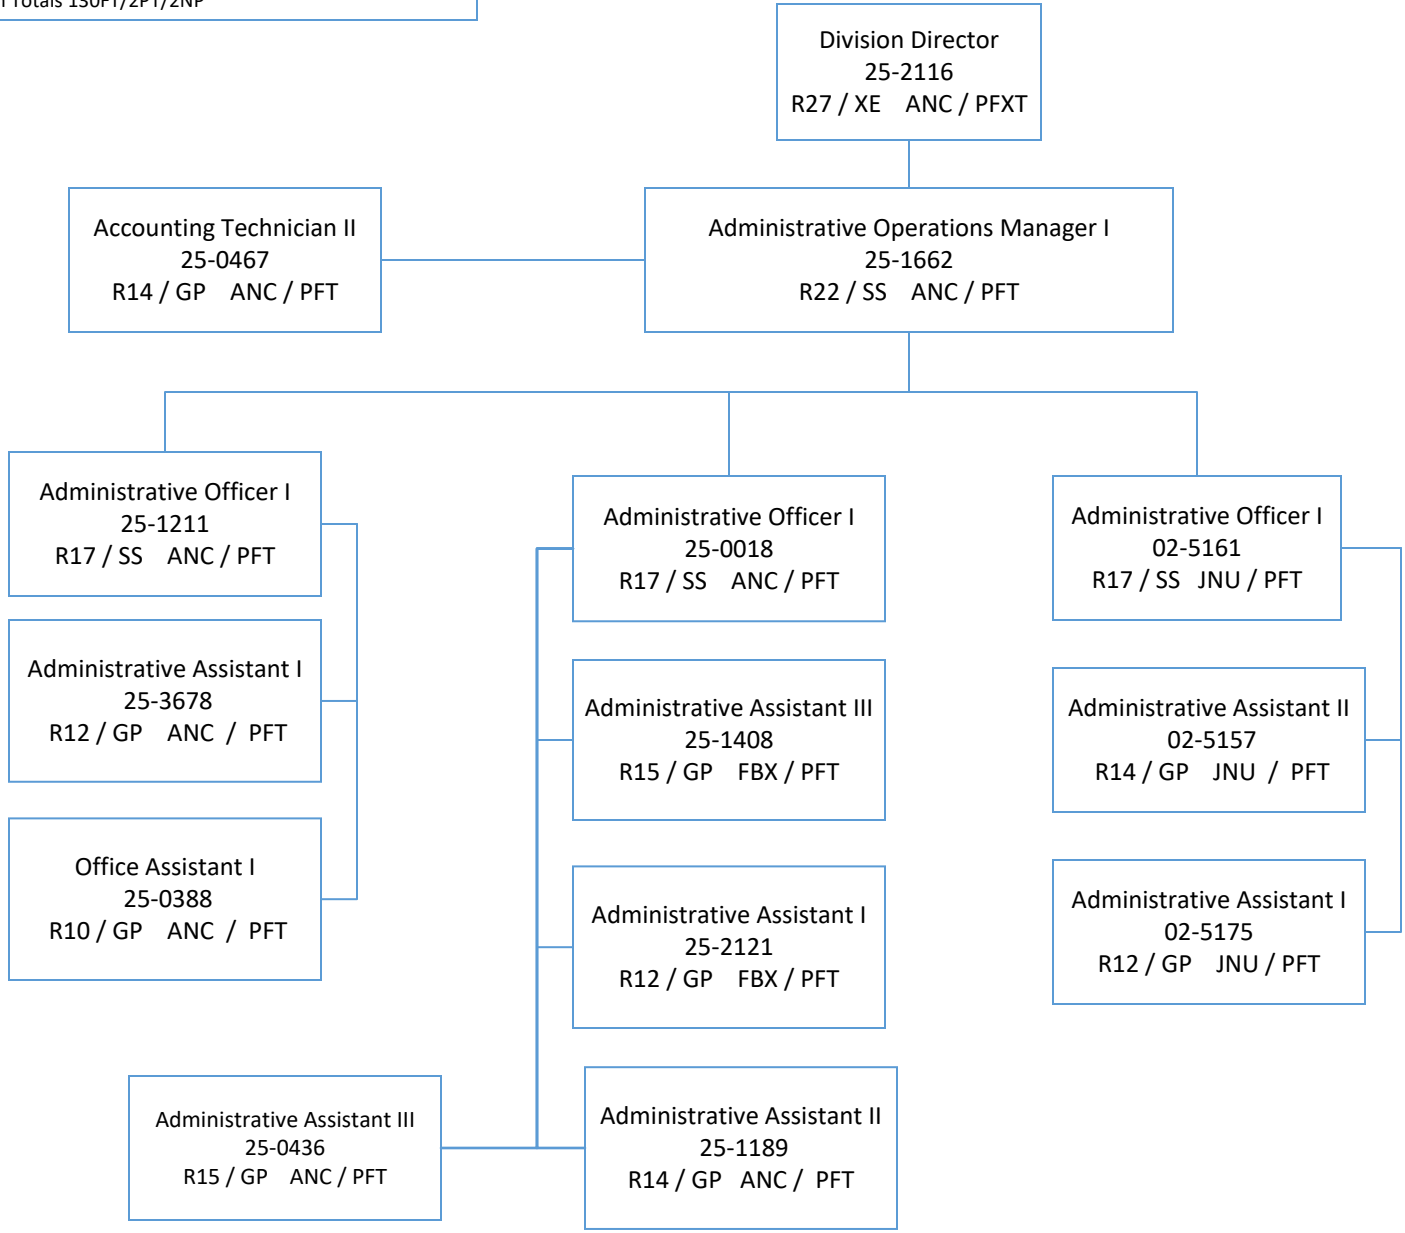 Totals 130FT/2PT/2NP
Division Director
25-2116
R27 / XE ANC / PFXT
Accounting Technician II
25-0467
R14 / GP ANC / PFT
Administrative Operations Manager I
25-1662
R22 / SS ANC / PFT
Administrative Officer I
25-1211
R17 / SS ANC / PFT
Administrative Officer I
25-0018
R17 / SS ANC / PFT
Administrative Officer I
02-5161
R17 / SS JNU / PFT
Administrative Assistant I
25-3678
R12 / GP ANC / PFT
Administrative Assistant III
25-1408
R15 / GP FBX / PFT
Administrative Assistant II
02-5157
R14 / GP JNU / PFT
Office Assistant I
25-0388
R10 / GP ANC / PFT
Administrative Assistant I
25-2121
R12 / GP FBX / PFT
Administrative Assistant I
02-5175
R12 / GP JNU / PFT
Administrative Assistant III
25-0436
R15 / GP ANC / PFT
Administrative Assistant II
25-1189
R14 / GP ANC / PFT